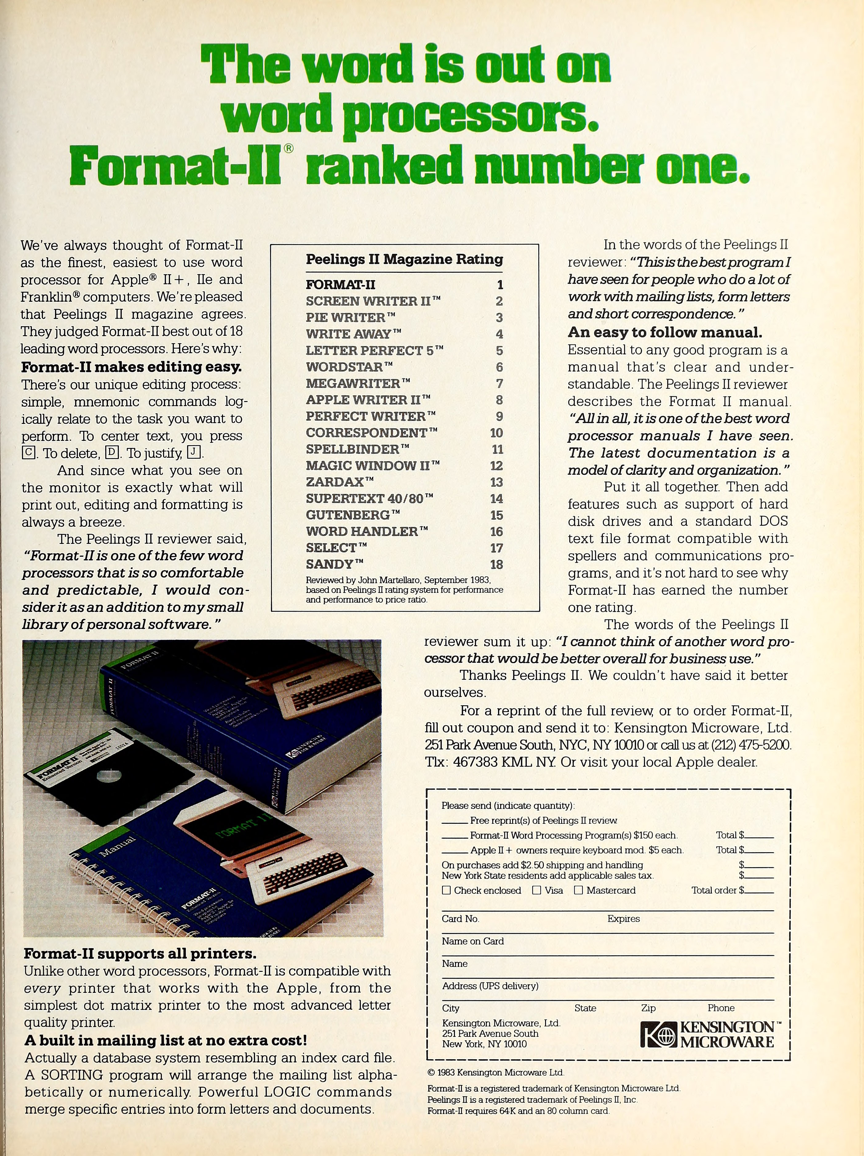 The word is out on
word processors.
Format-II® ranked number one.
We've always thought of Format-II
as the finest, easiest to use word
processor for Apple® II+, IIe and
Franklin® computers. We're pleased
that Peelings II magazine agrees.
They judged Format-II best out of 18
leading word processors. Here's why:
Format-II makes editing easy.
There's our unique editing process:
simple, mnemonic commands log-
ically relate to the task you want to
perform. To center text, you press
C. To delete, D. To justify, J.
And since what you see on
the monitor is exactly what will
print out, editing and formatting is
always a breeze.
The Peelings II reviewer said,
"Format-II is one of the few word
processors that is so comfortable
and predictable, I would con-
sider it as an addition to my small
library of personal software."
Peelings II Magazine Rating
FORMAT-II 1
SCREEN WRITER II™ 2
PIE WRITER™ 3
WRITE AWAY™ 4
LETTER PERFECT 5™ 5
WORDSTAR™ 6
MEGAWRITER™ 7
APPLE WRITER II™ 8
PERFECT WRITER™ 9
CORRESPONDENT™ 10
SPELLBINDER™ 11
MAGIC WINDOW II™ 12
ZARDAX™ 13
SUPERTEXT 40/80™ 14
GUTENBERG™ 15
WORD HANDLER™ 16
SELECT™ 17
SANDY™ 18
Reviewed by John Martellaro, September 1983,
based on Peelings II rating system for performance
and performance to price ratio.
In the words of the Peelings II
reviewer: "This is the best program I
have seen for people who do a lot of
work with mailing lists, form letters
and short correspondence."
An easy to follow manual.
Essential to any good program is a
manual that's clear and under-
standable. The Peelings II reviewer
describes the Format II manual.
"All in all, it is one of the best word
processor manuals I have seen.
The latest documentation is a
model of clarity and organization."
Put it all together. Then add
features such as support of hard
disk drives and a standard DOS
text file format compatible with
spellers and communications pro-
grams, and it's not hard to see why
Format-II has earned the number
one rating.
The words of the Peelings II
reviewer sum it up: "I cannot think of another word pro-
cessor that would be better overall for business use."
Thanks Peelings II. We couldn't have said it better
ourselves.
For a reprint of the full review, or to order Format-II,
fill out coupon and send it to: Kensington Microware, Ltd.
251 Park Avenue South, NYC, NY 10010 or call us at (212) 475-5200.
Tlx: 467383 KML NY. Or visit your local Apple dealer.
FORMAT II
FORMAT II
FORMAT II
Manual
FORMAT II
FORMAT-II
Format-II supports all printers.
Unlike other word processors, Format-II is compatible with
every printer that works with the Apple, from the
simplest dot matrix printer to the most advanced letter
quality printer.
A built in mailing list at no extra cost!
Actually a database system resembling an index card file.
A SORTING program will arrange the mailing list alpha-
betically or numerically. Powerful LOGIC commands
merge specific entries into form letters and documents.
Please send (indicate quantity):
Free reprint(s) of Peelings II review.
Format-II Word Processing Program(s) $150 each. Total $
Apple II+ owners require keyboard mod. $5 each. Total $
On purchases add $2.50 shipping and handling $
New York State residents add applicable sales tax. $
Check enclosed Visa Mastercard Total order $
Card No. Expires
Name on Card
Name
Address (UPS delivery)
City State Zip Phone
Kensington Microware, Ltd.
251 Park Avenue South
New York, NY 10010
KENSINGTON™
MICROWARE
© 1983 Kensington Microware Ltd.
Format-II is a registered trademark of Kensington Microware Ltd.
Peelings II is a registered trademark of Peelings II, Inc.
Format-II requires 64K and an 80 column card.